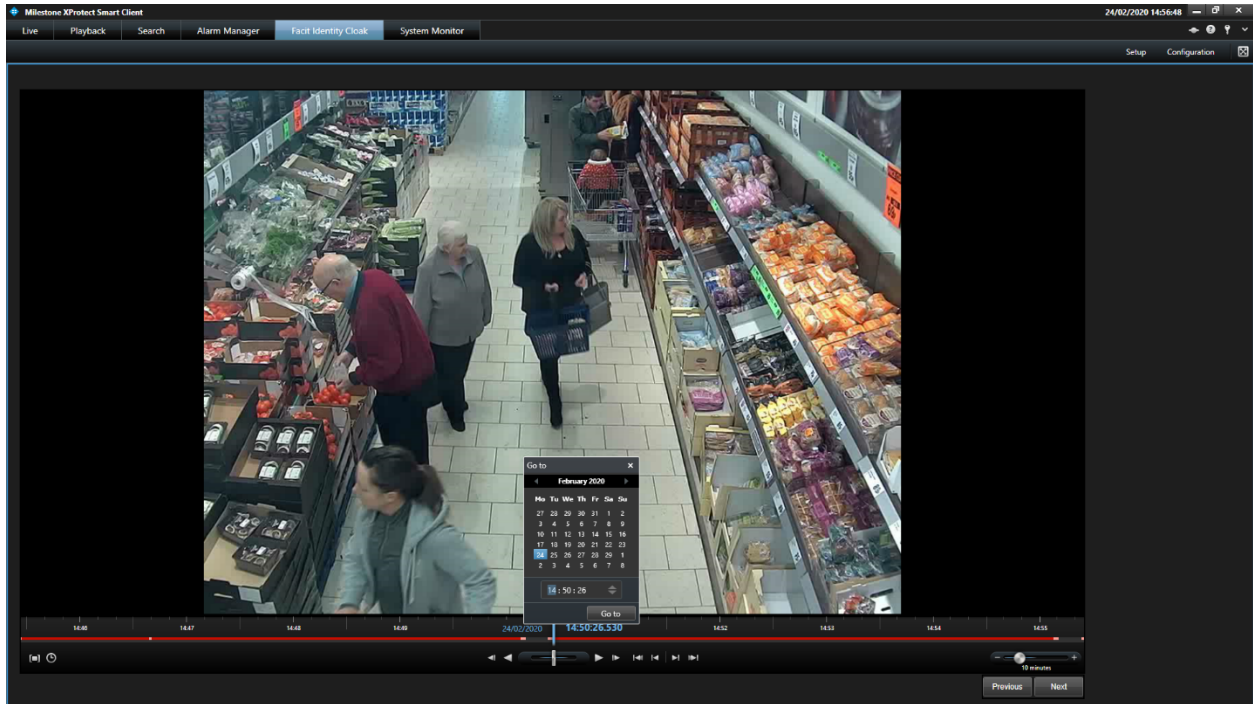 Milestone XProtect Smart Client
24/02/2020 14:56:48
Live Playback Search Alarm Manager Facit Identity Cloak System Monitor
Setup Configuration
Go to
February 2020
Mo Tu We Th Fr Sa Su
27 28 29 30 31 1 2
3 4 5 6 7 8 9
10 11 12 13 14 15 16
17 18 19 20 21 22 23
24 25 26 27 28 29 1
2 3 4 5 6 7 8
14 : 50 : 26
Go to
14:46 14:47 14:48 14:49 24/02/2020 14:50:26.530 14:52 14:53 14:54 14:55
10 minutes
Previous Next